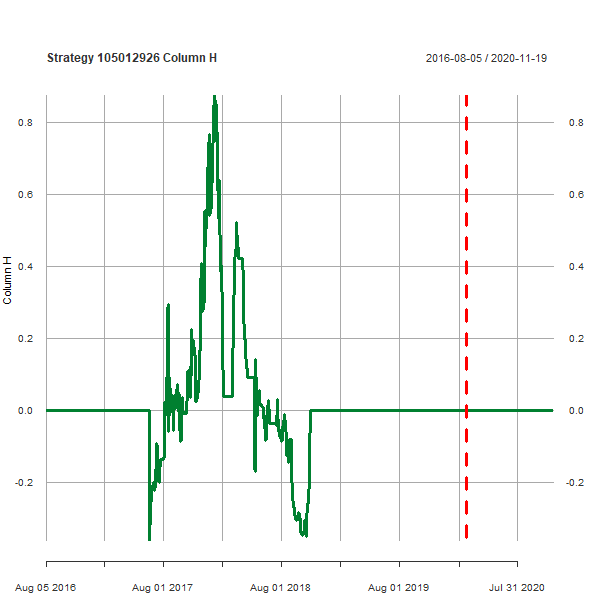 Strategy 105012926 Column H
2016-08-05 / 2020-11-19
0.8
0.8
0.6
0.6
0.4
0.4
0.2
0.2
0.0
0.0
-0.2
-0.2
Column H
Aug 05 2016
Aug 01 2017
Aug 01 2018
Aug 01 2019
Jul 31 2020